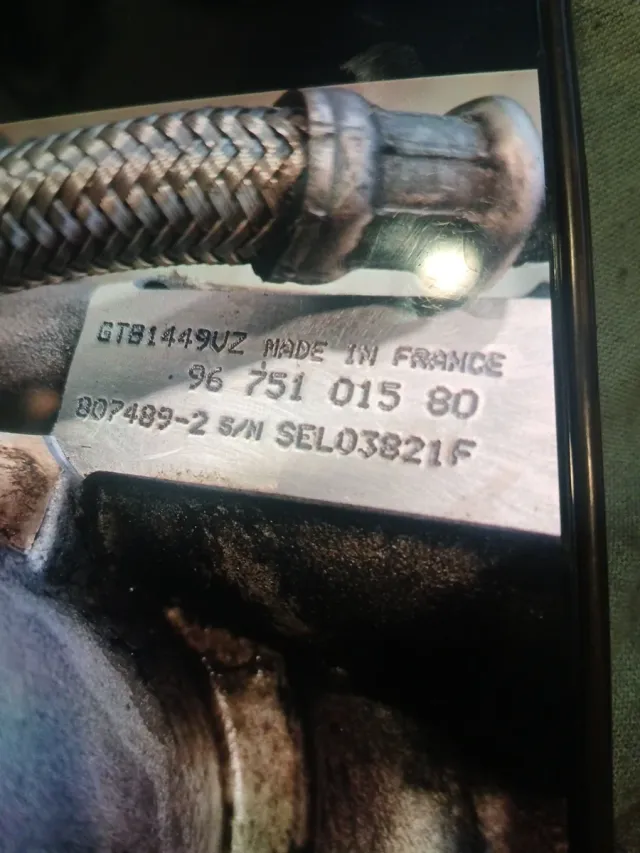 GTB1449VZ MADE IN FRANCE
96 751 015 80
807489-2 S/N SEL03821F